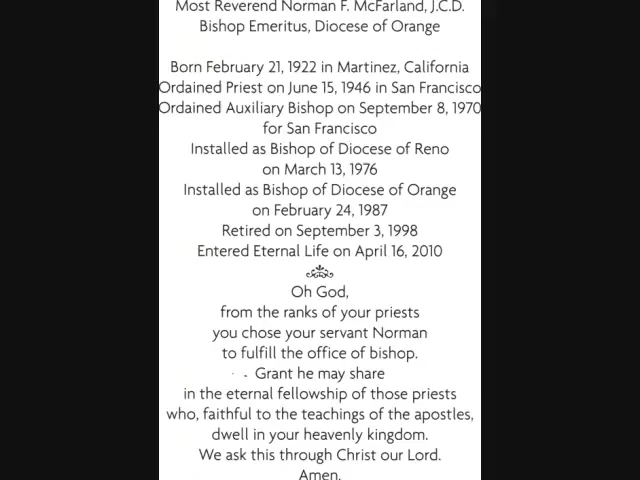 Most Reverend Norman F. McFarland, J.C.D.
Bishop Emeritus, Diocese of Orange
Born February 21, 1922 in Martinez, California
Ordained Priest on June 15, 1946 in San Francisco
Ordained Auxiliary Bishop on September 8, 1970
for San Francisco
Installed as Bishop of Diocese of Reno
on March 13, 1976
Installed as Bishop of Diocese of Orange
on February 24, 1987
Retired on September 3, 1998
Entered Eternal Life on April 16, 2010
Oh God,
from the ranks of your priests
you chose your servant Norman
to fulfill the office of bishop.
Grant he may share
in the eternal fellowship of those priests
who, faithful to the teachings of the apostles,
dwell in your heavenly kingdom.
We ask this through Christ our Lord.
Amen.